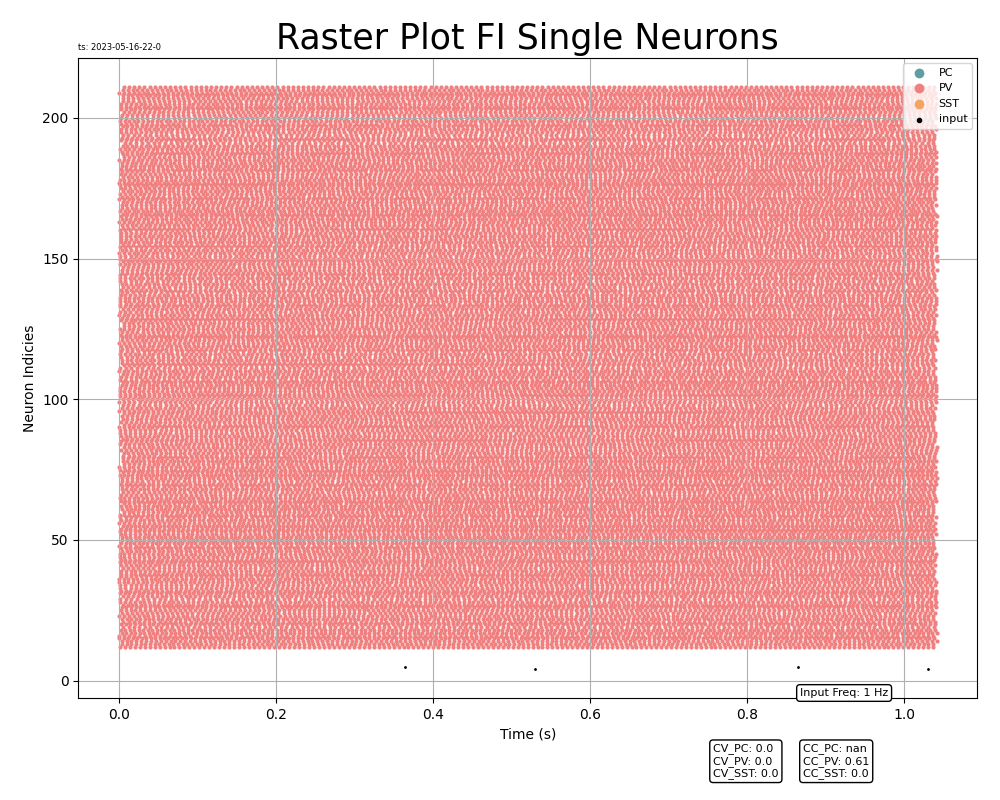 Raster Plot FI Single Neurons
ts: 2023-05-16-22-0
PC
PV
SST
input
200
150
100
50
0
Neuron Indicies
0.0 0.2 0.4 0.6 0.8 1.0
Time (s)
Input Freq: 1 Hz
CV_PC: 0.0
CV_PV: 0.0
CV_SST: 0.0
CC_PC: nan
CC_PV: 0.61
CC_SST: 0.0